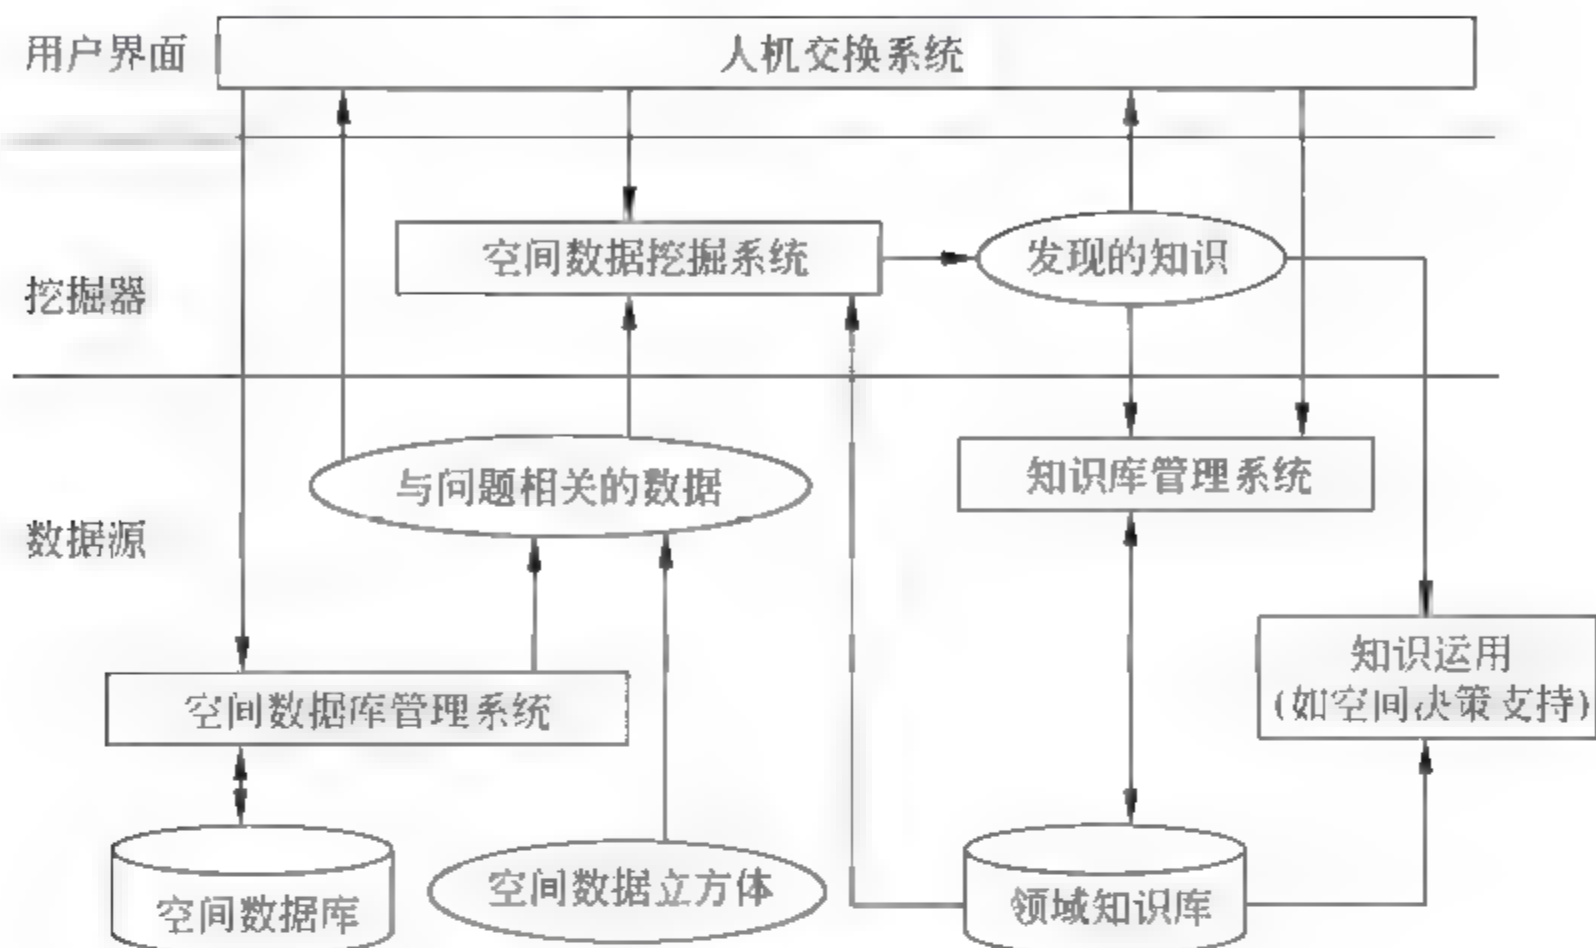 用户界面
人机交换系统
空间数据挖掘系统
发现的知识
挖掘器
与问题相关的数据
知识库管理系统
数据源
知识运用
(如空间决策支持)
空间数据库管理系统
空间数据库
空间数据立方体
领域知识库